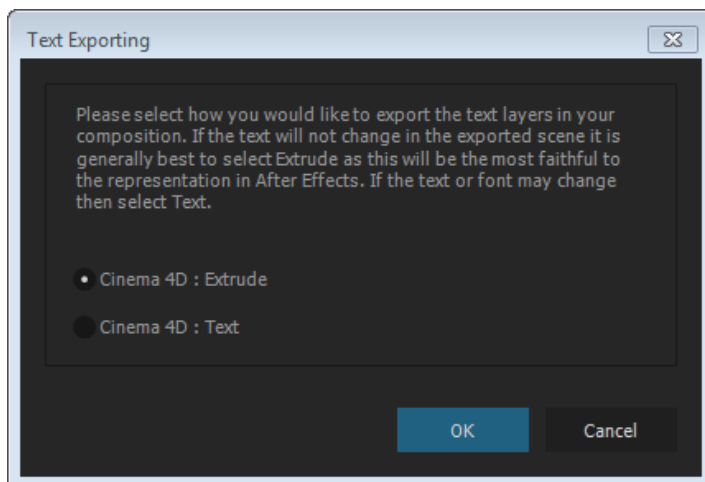 Text Exporting
Please select how you would like to export the text layers in your
composition. If the text will not change in the exported scene it is
generally best to select Extrude as this will be the most faithful to
the representation in After Effects. If the text or font may change
then select Text.
Cinema 4D : Extrude
Cinema 4D : Text
OK
Cancel